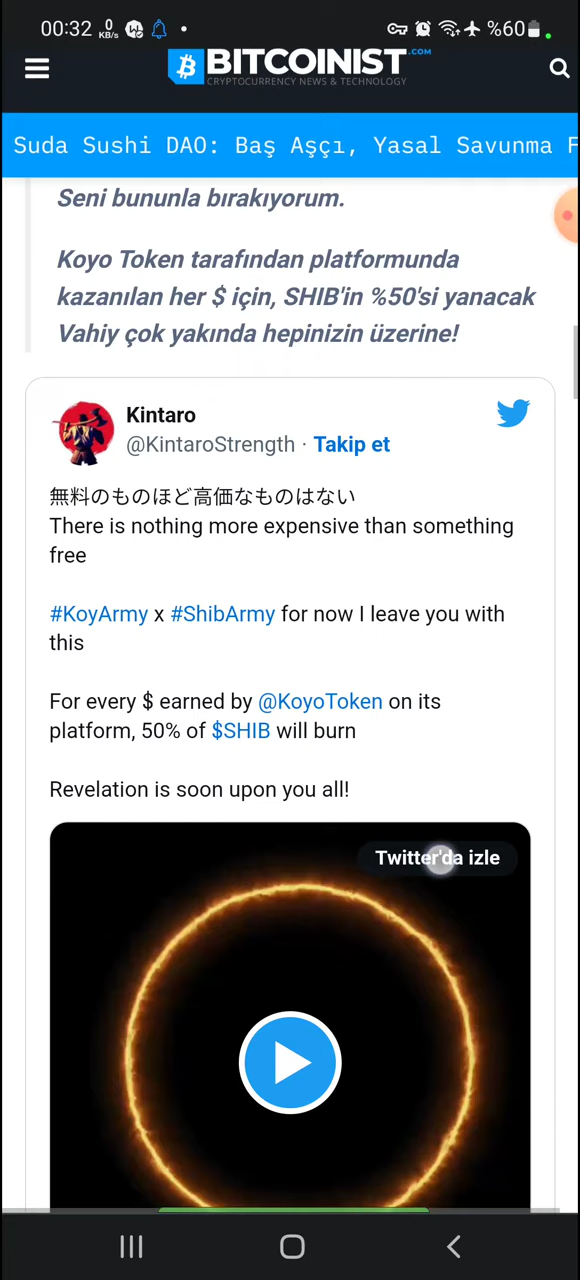 00:32 0 KB/s %60
BITCOINIST.COM
CRYPTOCURRENCY NEWS & TECHNOLOGY
Suda Sushi DAO: Baş Aşçı, Yasal Savunma F
Seni bununla bırakıyorum.
Koyo Token tarafından platformunda
kazanılan her $ için, SHIB'in %50'si yanacak
Vahiy çok yakında hepinizin üzerine!
Kintaro
@KintaroStrength · Takip et
無料のものほど高価なものはない
There is nothing more expensive than something
free
#KoyArmy x #ShibArmy for now I leave you with
this
For every $ earned by @KoyoToken on its
platform, 50% of $SHIB will burn
Revelation is soon upon you all!
Twitter'da izle